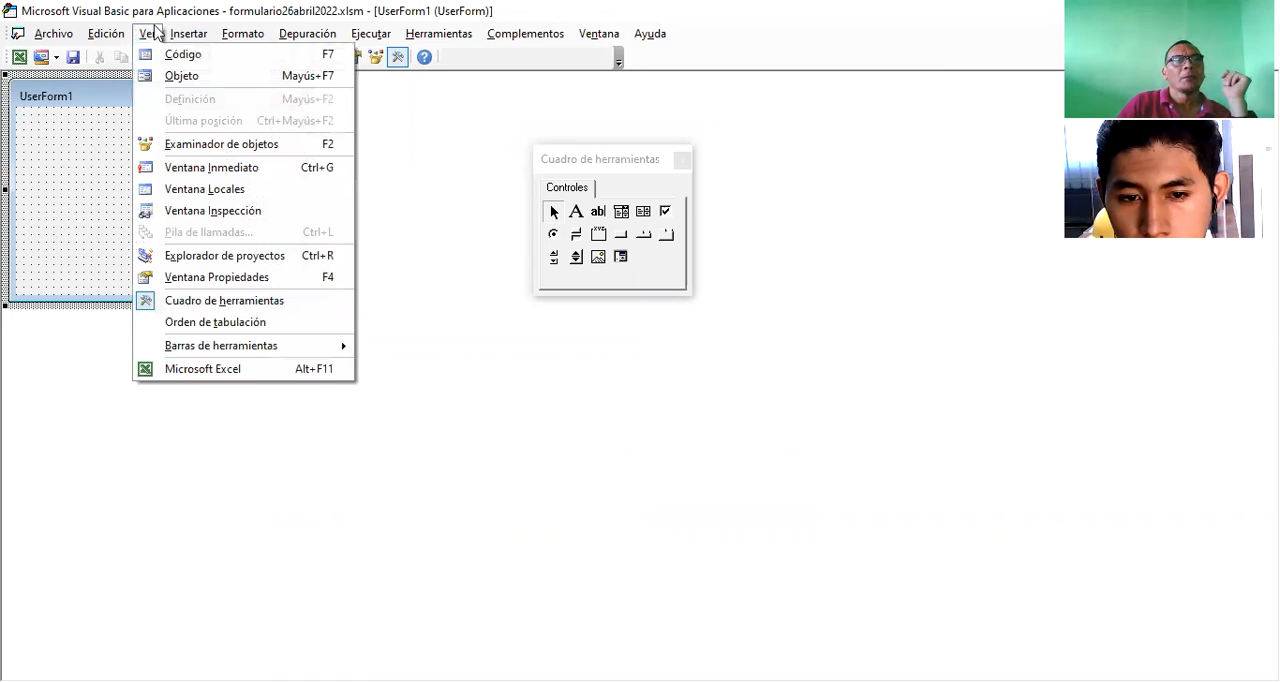 Microsoft Visual Basic para Aplicaciones - formulario26abril2022.xlsm - [UserForm1 (UserForm)]
Archivo Edición Ver Insertar Formato Depuración Ejecutar Herramientas Complementos Ventana Ayuda
UserForm1
Código F7
Objeto Mayús+F7
Definición Mayús+F2
Última posición Ctrl+Mayús+F2
Examinador de objetos F2
Ventana Inmediato Ctrl+G
Ventana Locales
Ventana Inspección
Pila de llamadas... Ctrl+L
Explorador de proyectos Ctrl+R
Ventana Propiedades F4
Cuadro de herramientas
Orden de tabulación
Barras de herramientas
Microsoft Excel Alt+F11
Cuadro de herramientas
Controles
A ab|
XYZ